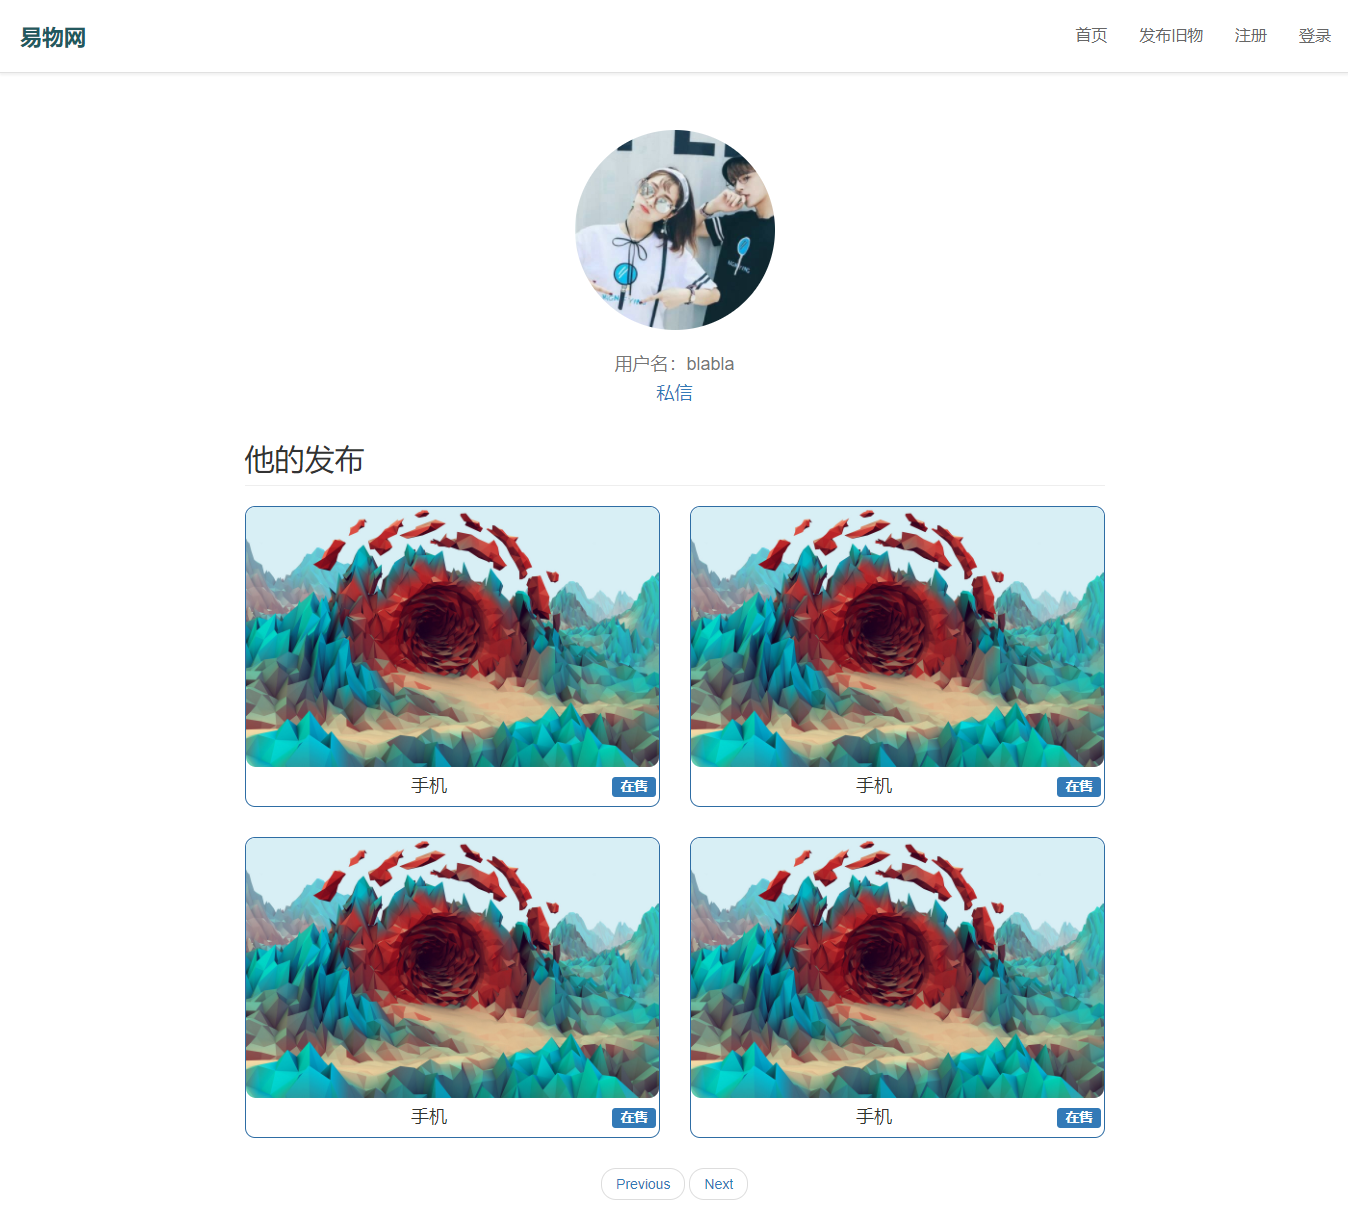 易物网
首页 发布旧物 注册 登录
用户名：blabla
私信
他的发布
手机 在售
手机 在售
手机 在售
手机 在售
Previous Next